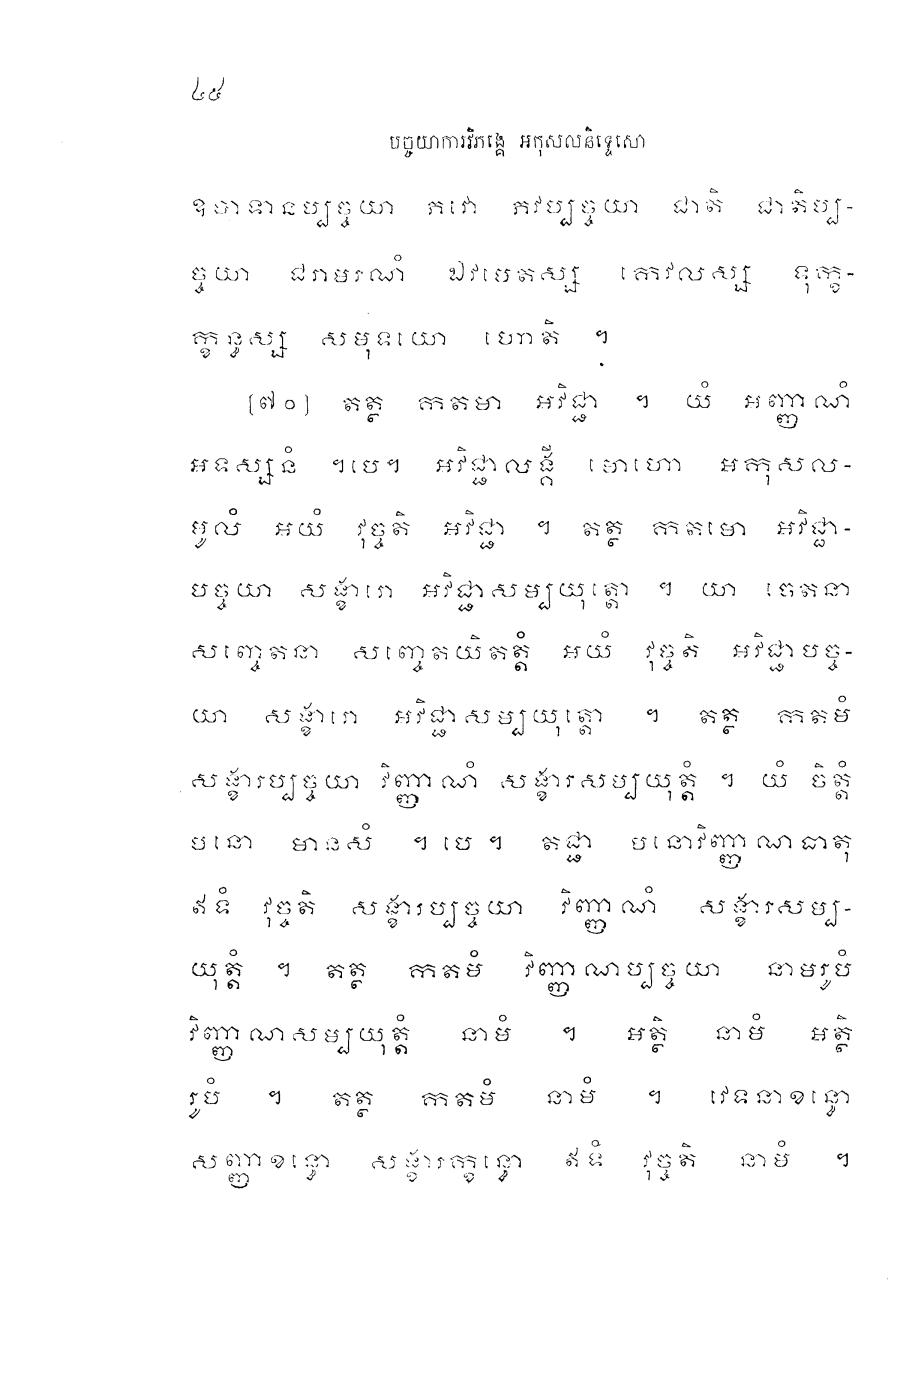 ៤៥
បច្ចយាការវិភង្គេ អកុសលនិទ្ទេសោ
ឧបាទានប្បច្ចយា ភវោ ភវប្បច្ចយា ជាតិ ជាតិប្ប-
ច្ចយា ជរាមរណំ ឯវមេតស្ស កេវលស្ស ទុក្ខ-
ក្ខន្ធស្ស សមុទយោ ហោតិ ។
[៧០] តត្ថ កតមា អវិជ្ជា ។ យំ អញ្ញាណំ
អទស្សនំ ។បេ។ អវិជ្ជាលង្គី មោហោ អកុសល-
មូលំ អយំ វុច្ចតិ អវិជ្ជា ។ តត្ថ កតមោ អវិជ្ជា-
បច្ចយា សង្ខារោ អវិជ្ជាសម្បយុត្តោ ។ យា ចេតនា
សញ្ចេតនា សញ្ចេតយិតត្តំ អយំ វុច្ចតិ អវិជ្ជាបច្ច-
យា សង្ខារោ អវិជ្ជាសម្បយុត្តោ ។ តត្ថ កតមំ
សង្ខារប្បច្ចយា វិញ្ញាណំ សង្ខារសម្បយុត្តំ ។ យំ ចិត្តំ
មនោ មានសំ ។បេ។ តជ្ជា មនោវិញ្ញាណធាតុ
ឥទំ វុច្ចតិ សង្ខារប្បច្ចយា វិញ្ញាណំ សង្ខារសម្ប-
យុត្តំ ។ តត្ថ កតមំ វិញ្ញាណប្បច្ចយា នាមរូបំ
វិញ្ញាណសម្បយុត្តំ នាមំ ។ អត្ថិ នាមំ អត្ថិ
រូបំ ។ តត្ថ កតមំ នាមំ ។ វេទនាខន្ធោ
សញ្ញាខន្ធោ សង្ខារក្ខន្ធោ ឥទំ វុច្ចតិ នាមំ ។